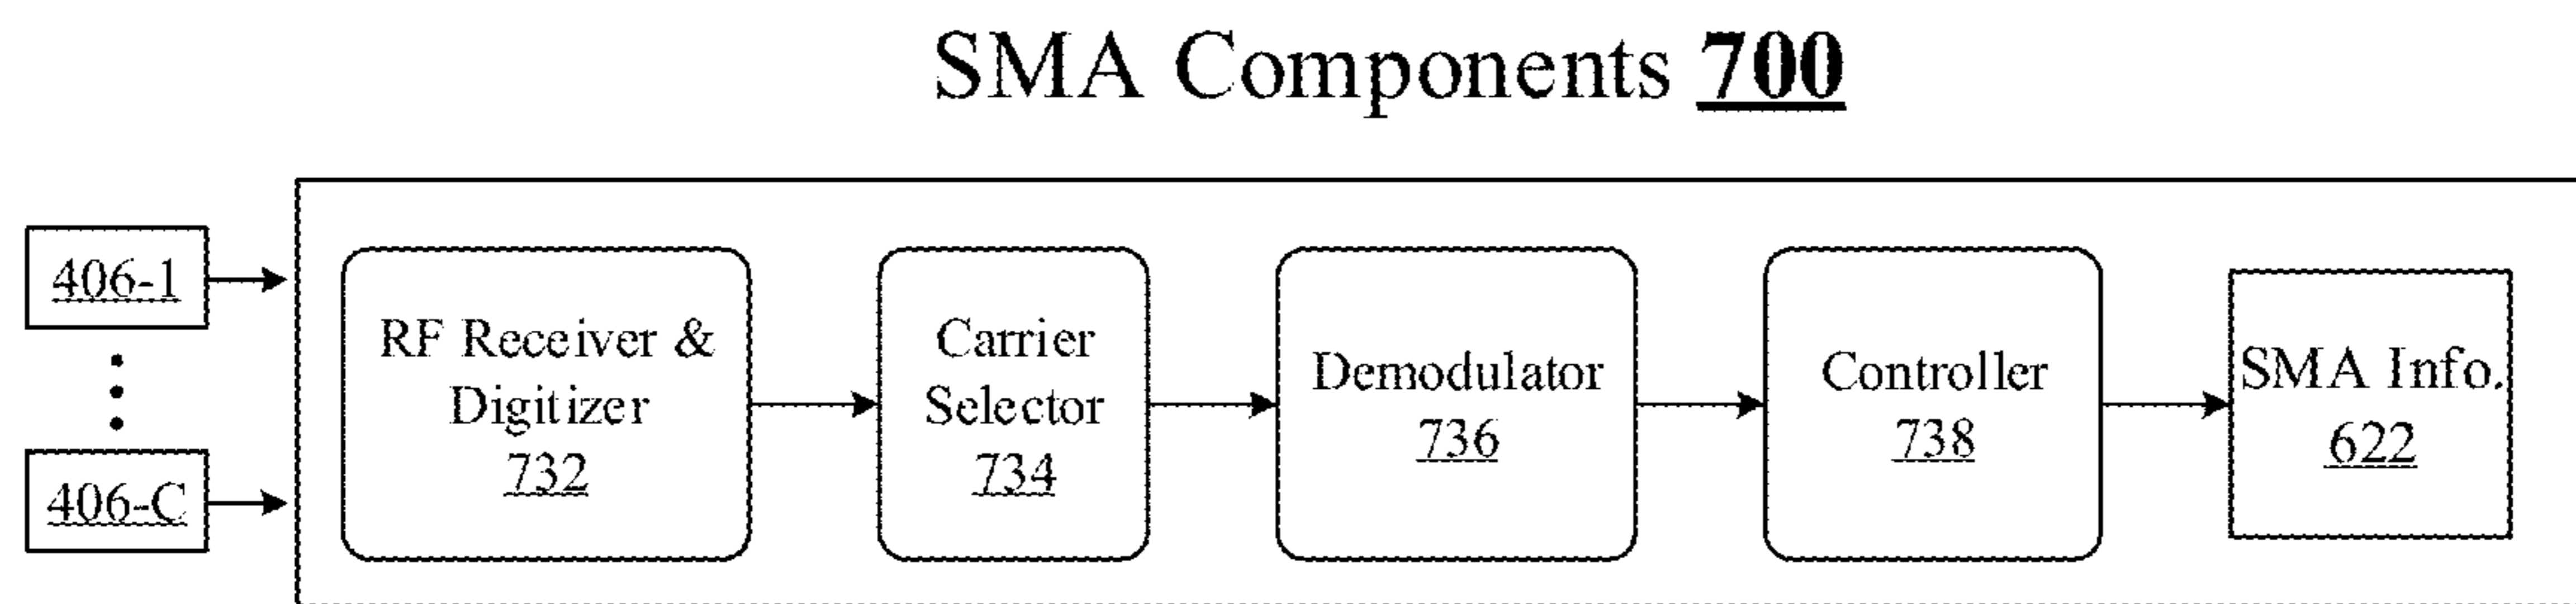 SMA Components 700
406-1
406-C
RF Receiver &
Digitizer
732
Carrier
Selector
734
Demodulator
736
Controller
738
SMA Info.
622